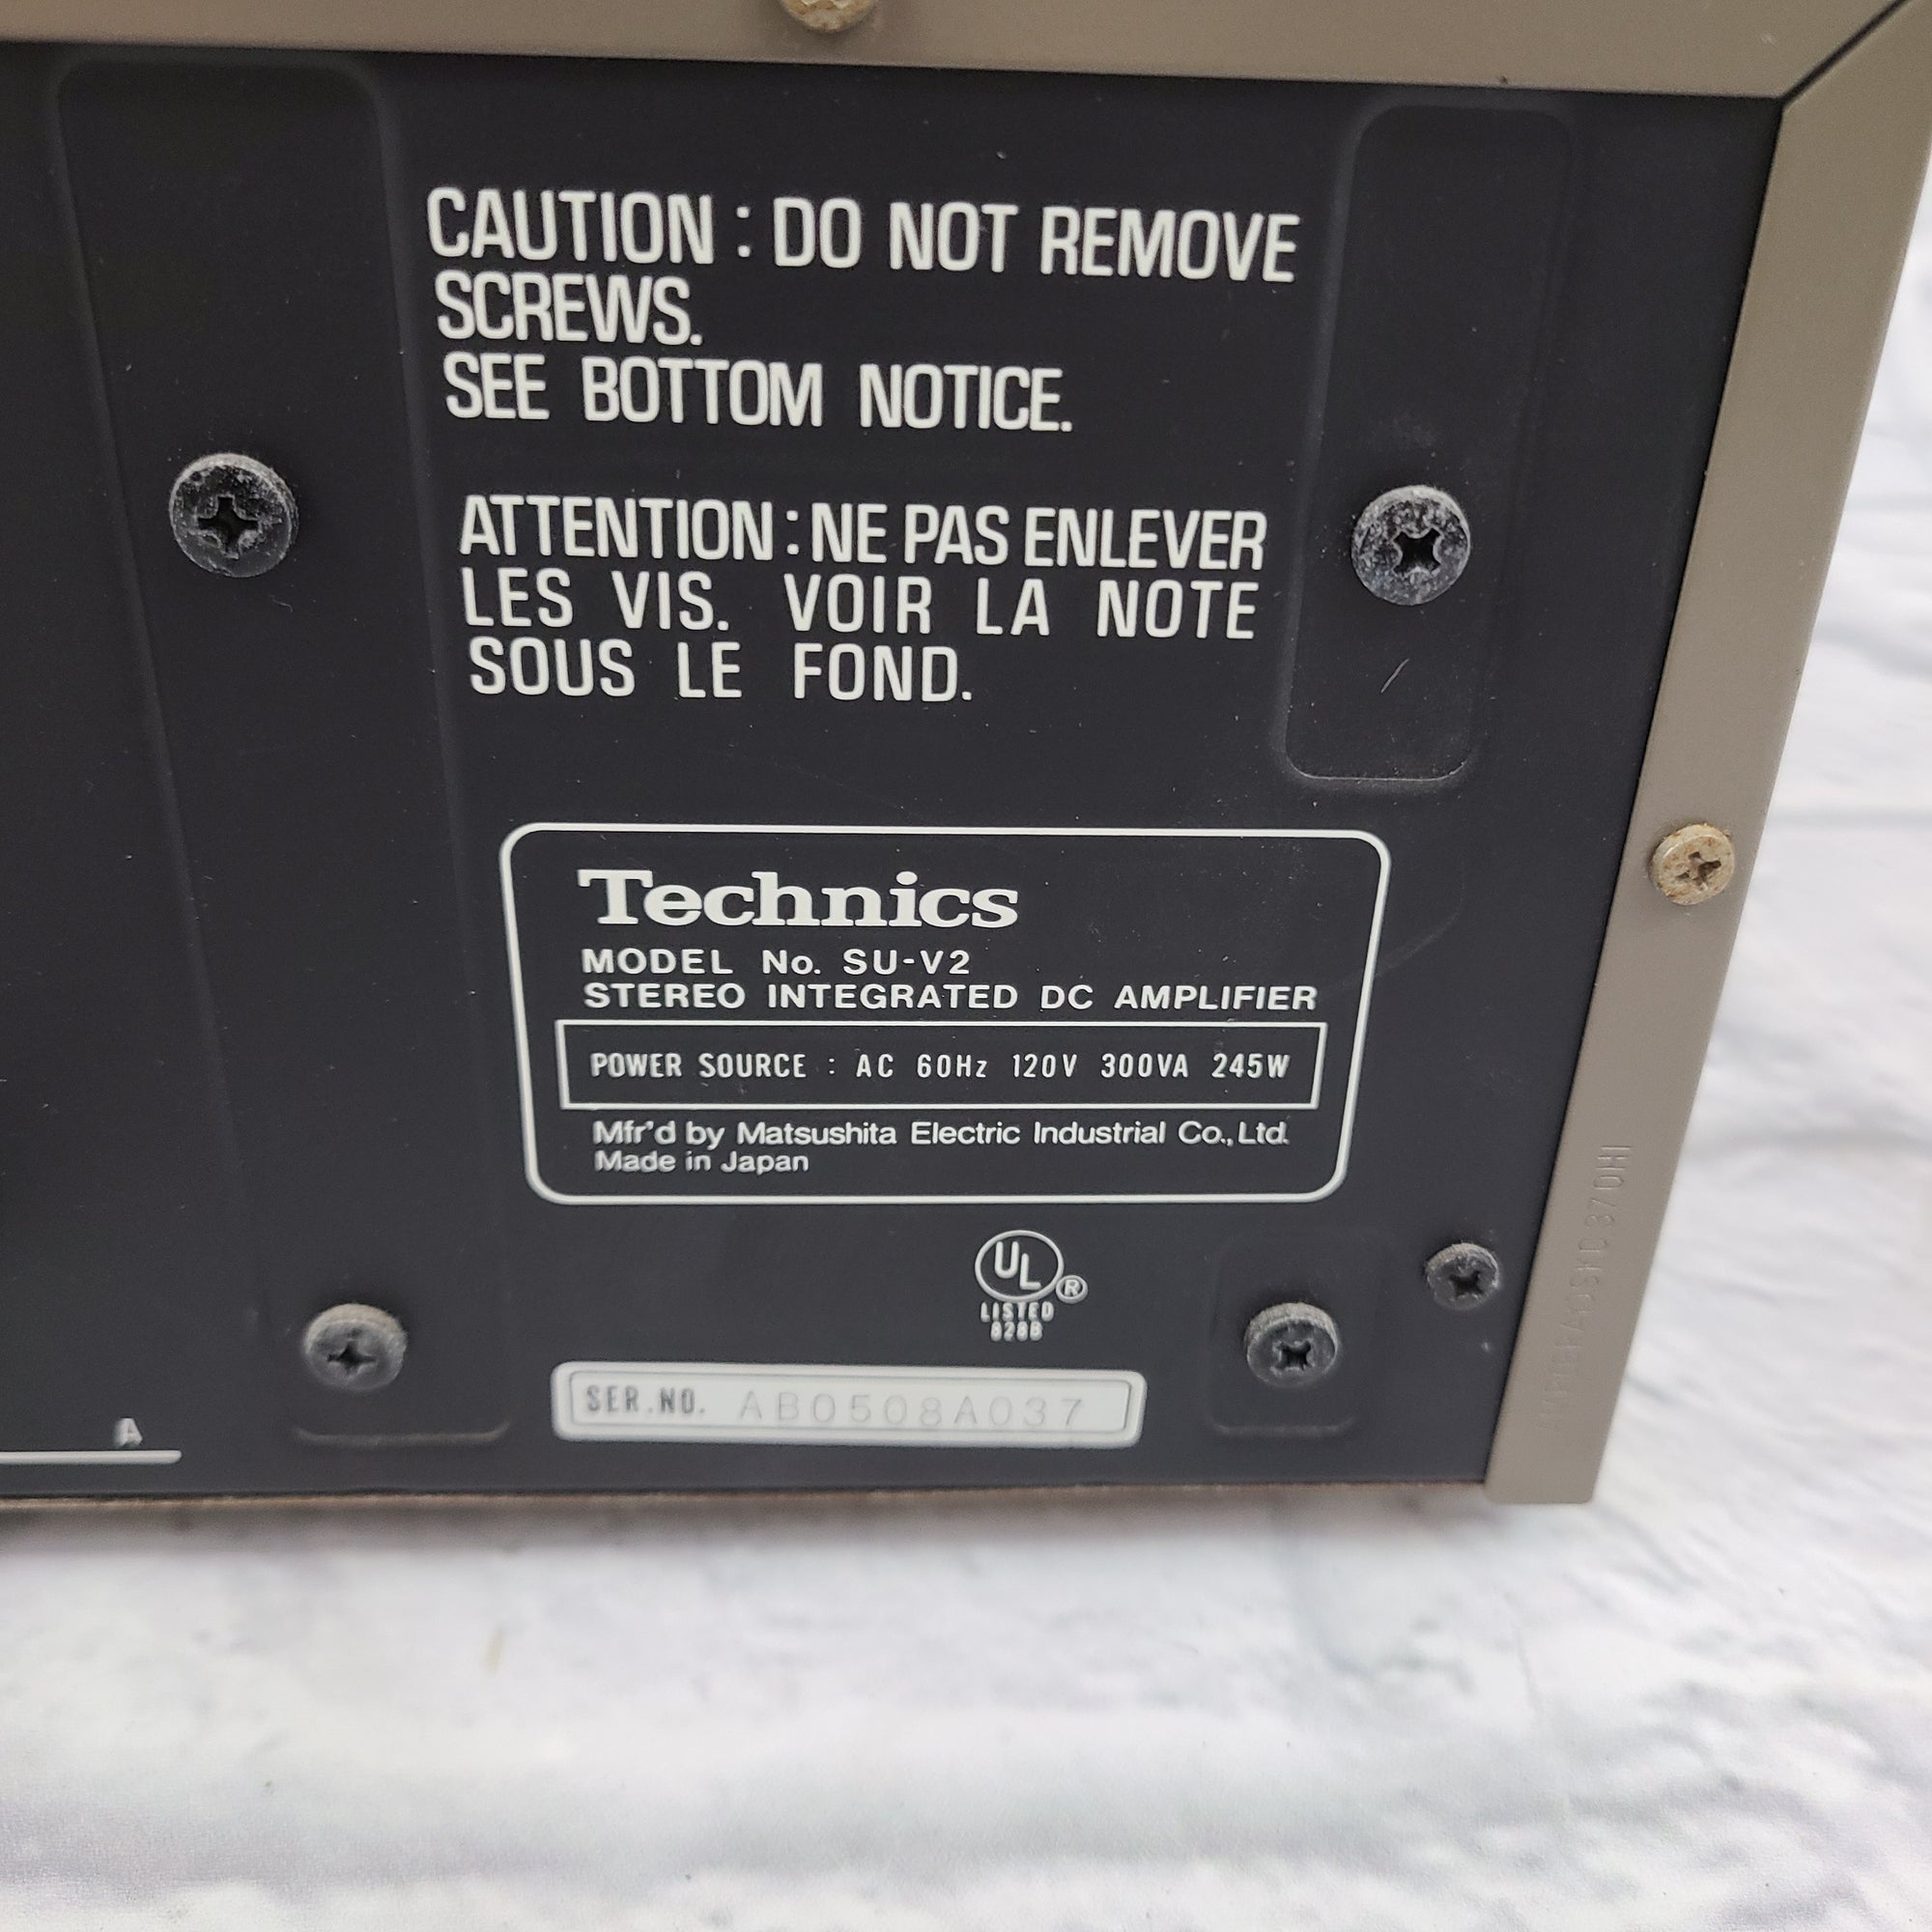 CAUTION : DO NOT REMOVE
SCREWS.
SEE BOTTOM NOTICE.
ATTENTION : NE PAS ENLEVER
LES VIS. VOIR LA NOTE
SOUS LE FOND.
Technics
MODEL No. SU-V2
STEREO INTEGRATED DC AMPLIFIER
POWER SOURCE : AC 60Hz 120V 300VA 245W
Mfr'd by Matsushita Electric Industrial Co., Ltd.
Made in Japan
UL ®
LISTED
828B
SER.NO. AB0508A037
A